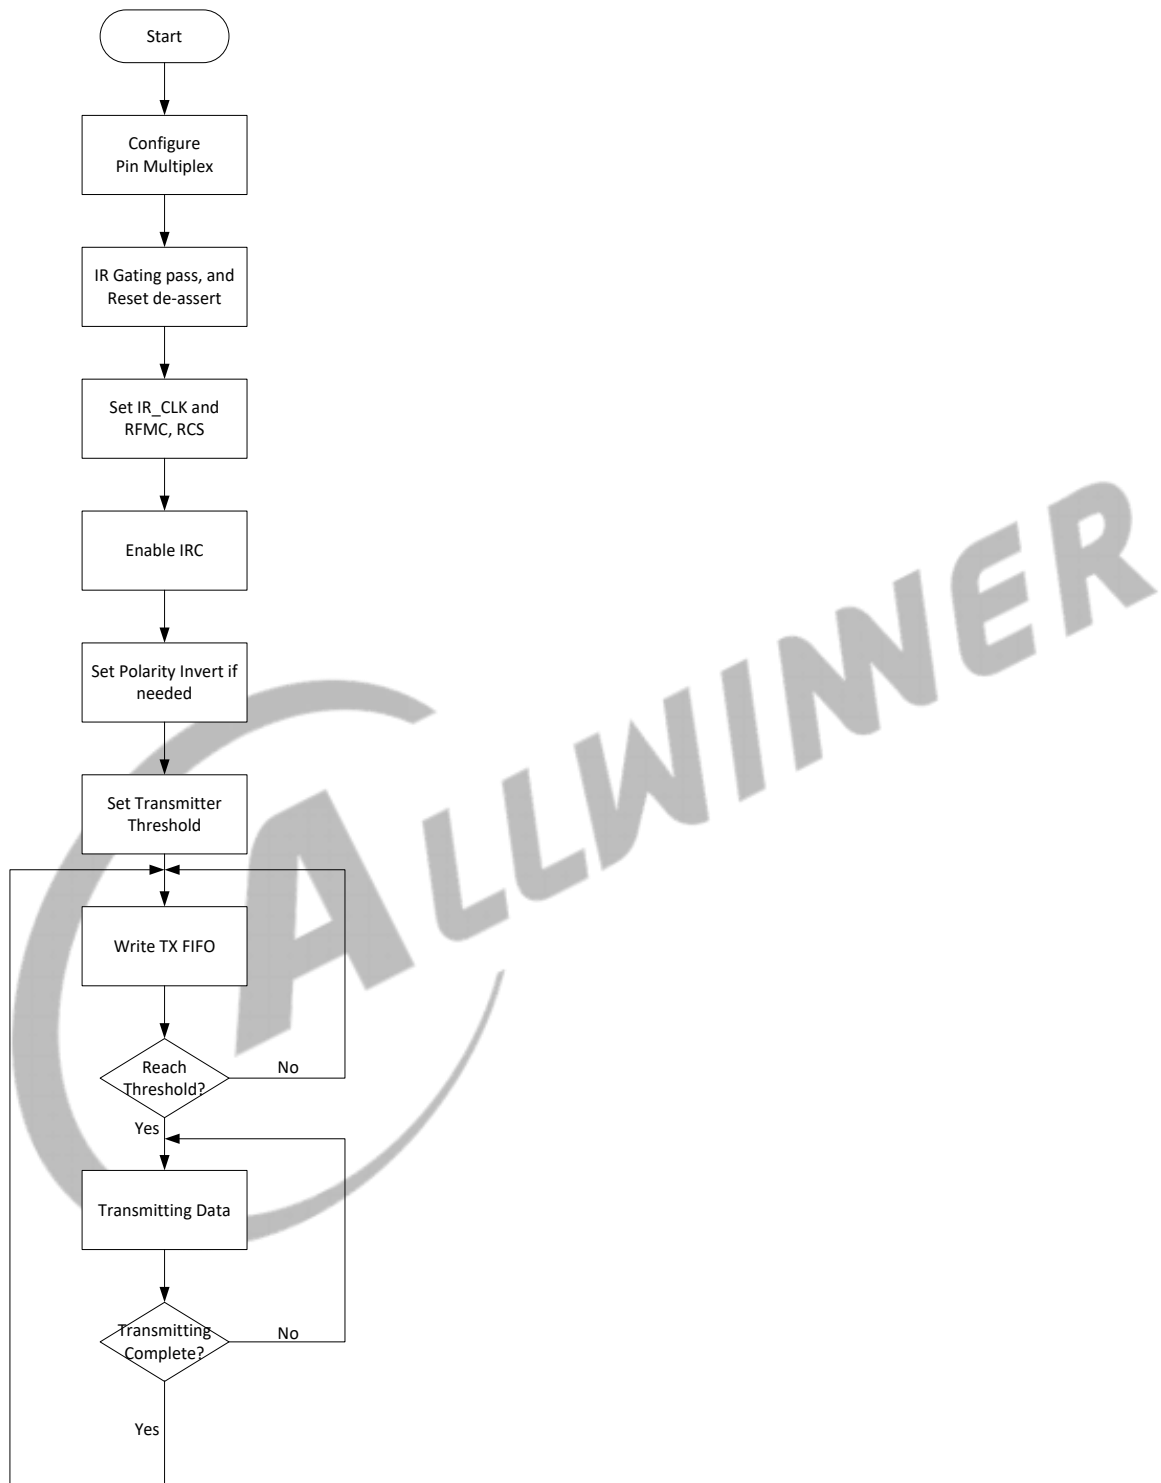 Start
Configure
Pin Multiplex
IR Gating pass, and
Reset de-assert
Set IR_CLK and
RFMC, RCS
Enable IRC
Set Polarity Invert if
needed
Set Transmitter
Threshold
Write TX FIFO
Reach
Threshold?
No
Yes
Transmitting Data
Transmitting
Complete?
No
Yes
ALLWINNER